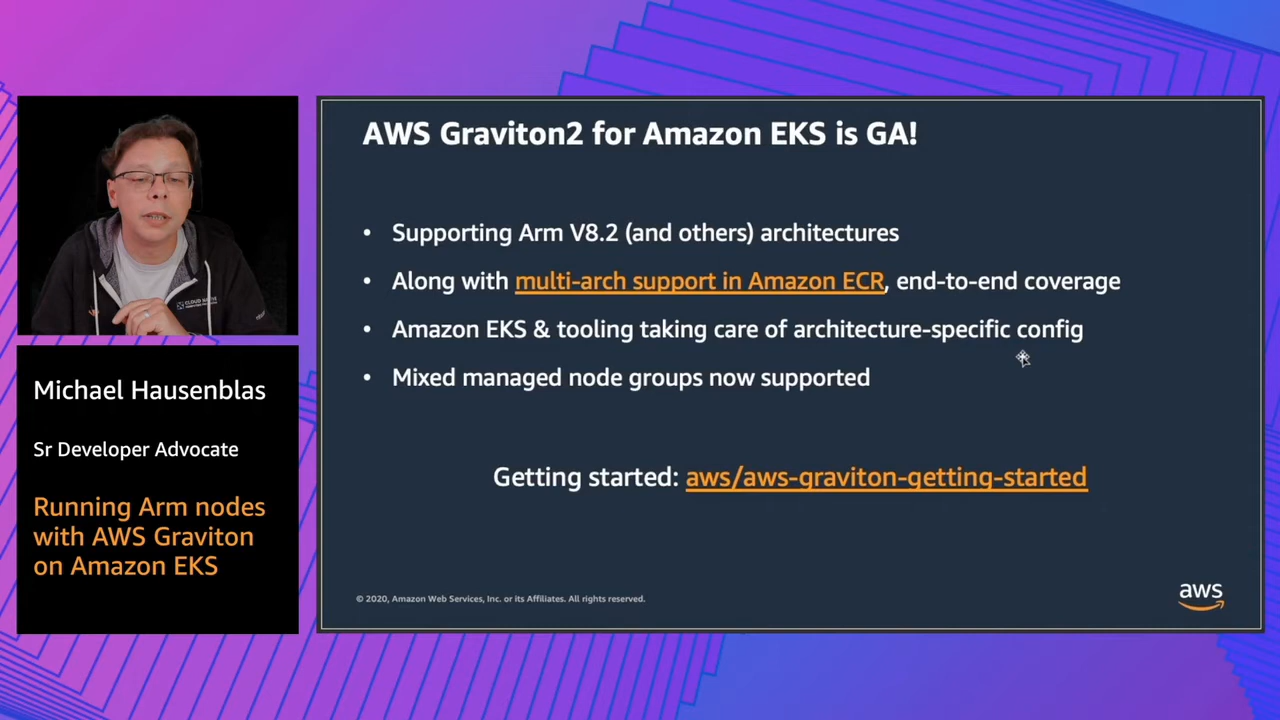 AWS Graviton2 for Amazon EKS is GA!
• Supporting Arm V8.2 (and others) architectures
• Along with multi-arch support in Amazon ECR, end-to-end coverage
• Amazon EKS & tooling taking care of architecture-specific config
• Mixed managed node groups now supported
Getting started: aws/aws-graviton-getting-started
© 2020, Amazon Web Services, Inc. or its Affiliates. All rights reserved.
aws
CLOUD NATIVE
Michael Hausenblas
Sr Developer Advocate
Running Arm nodes
with AWS Graviton
on Amazon EKS